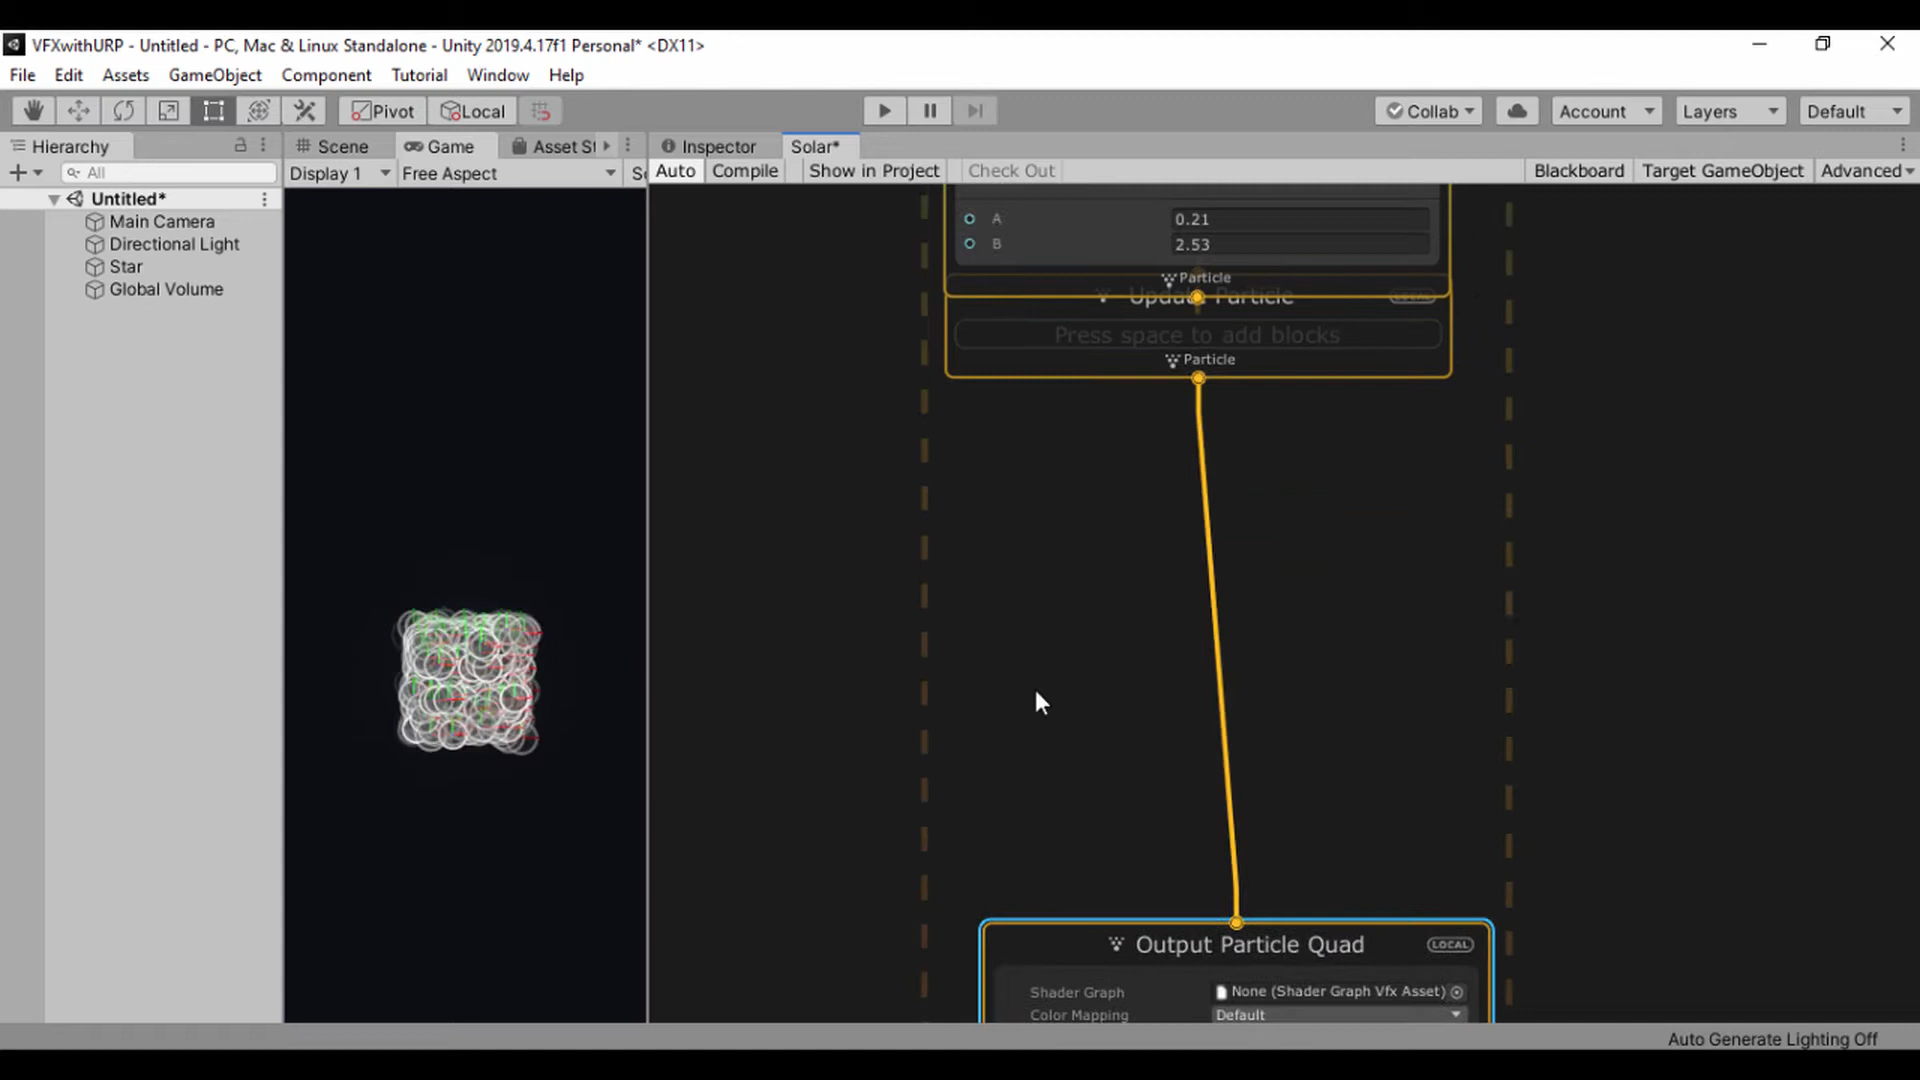 VFXwithURP - Untitled - PC, Mac & Linux Standalone - Unity 2019.4.17f1 Personal* <DX11>
File Edit Assets GameObject Component Tutorial Window Help
Pivot Local Collab Account Layers Default
Hierarchy Scene Game Asset St Inspector Solar*
All Display 1 Free Aspect Auto Compile Show in Project Check Out Blackboard Target GameObject Advanced
Untitled*
Main Camera
Directional Light
Star
Global Volume
A 0.21
B 2.53
Particle
Update Particle LOCAL
Press space to add blocks
Particle
Output Particle Quad LOCAL
Shader Graph None (Shader Graph Vfx Asset)
Color Mapping Default
Auto Generate Lighting Off